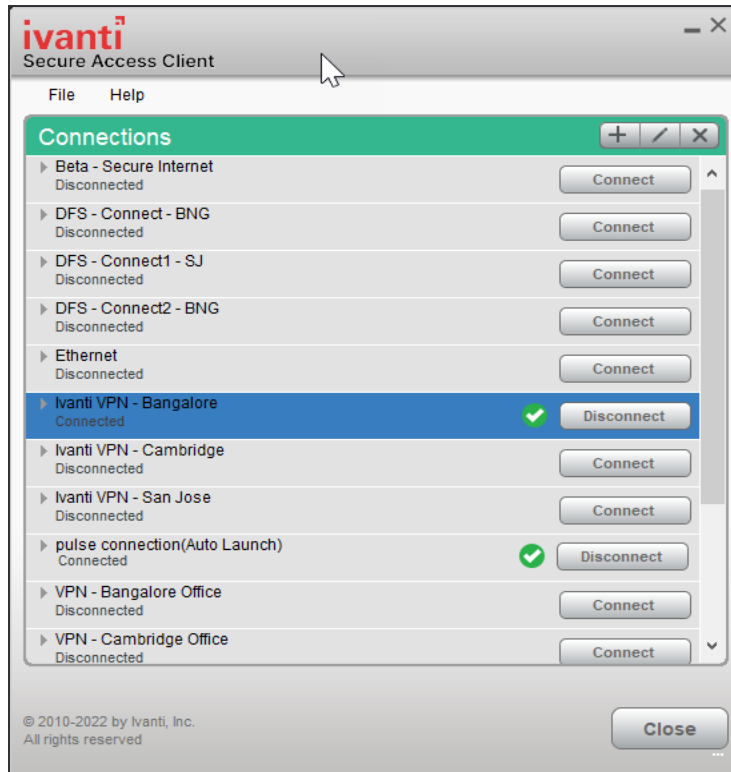 ivanti
Secure Access Client
File Help
Connections
Beta - Secure Internet
Disconnected
Connect
DFS - Connect - BNG
Disconnected
Connect
DFS - Connect1 - SJ
Disconnected
Connect
DFS - Connect2 - BNG
Disconnected
Connect
Ethernet
Disconnected
Connect
Ivanti VPN - Bangalore
Connected
Disconnect
Ivanti VPN - Cambridge
Disconnected
Connect
Ivanti VPN - San Jose
Disconnected
Connect
pulse connection(Auto Launch)
Connected
Disconnect
VPN - Bangalore Office
Disconnected
Connect
VPN - Cambridge Office
Disconnected
Connect
© 2010-2022 by Ivanti, Inc.
All rights reserved
Close